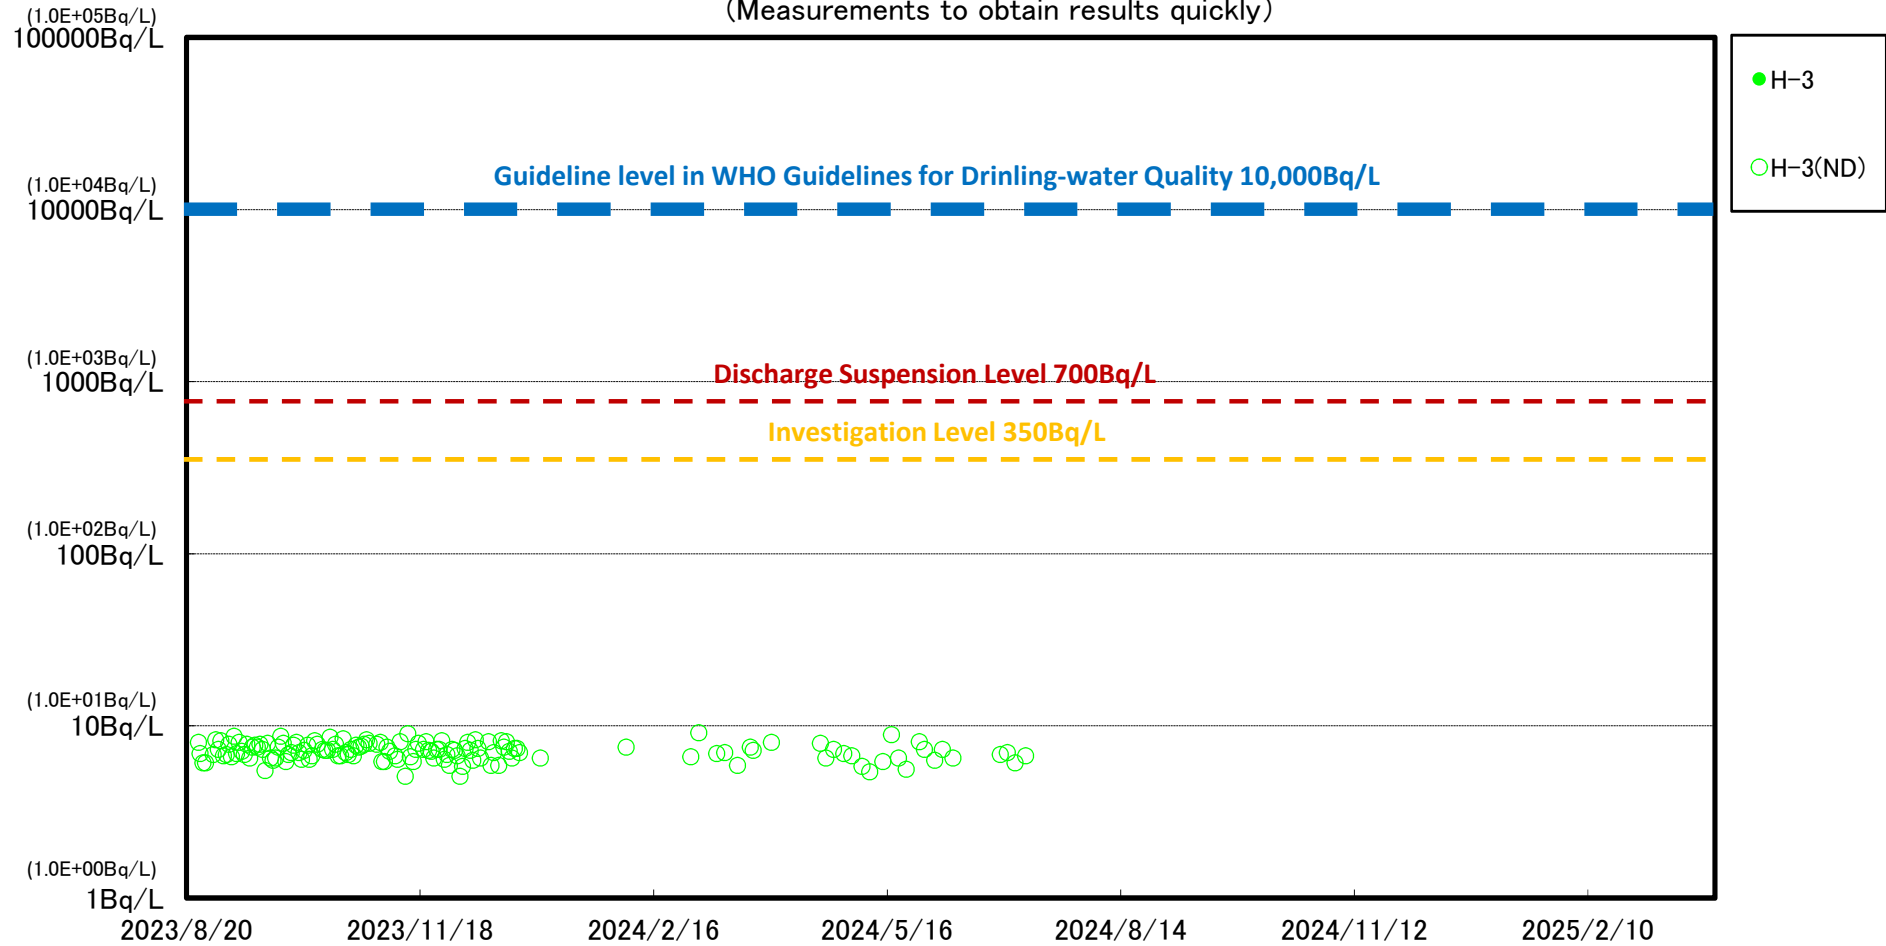 (Measurements to obtain results quickly)
(1.0E+05Bq/L)
100000Bq/L
H-3
H-3(ND)
Guideline level in WHO Guidelines for Drinling-water Quality 10,000Bq/L
(1.0E+04Bq/L)
10000Bq/L
(1.0E+03Bq/L)
1000Bq/L
Discharge Suspension Level 700Bq/L
Investigation Level 350Bq/L
(1.0E+02Bq/L)
100Bq/L
(1.0E+01Bq/L)
10Bq/L
(1.0E+00Bq/L)
1Bq/L
2023/8/20 2023/11/18 2024/2/16 2024/5/16 2024/8/14 2024/11/12 2025/2/10